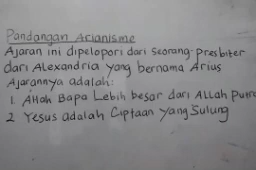 Pandangan Arianisme
Ajaran ini dipelopori dari seorang presbiter
dari Alexandria yang bernama Arius
Ajarannya adalah:
1 Allah Bapa Lebih besar dari Allah Putra
2 Yesus adalah Ciptaan yang Sulung